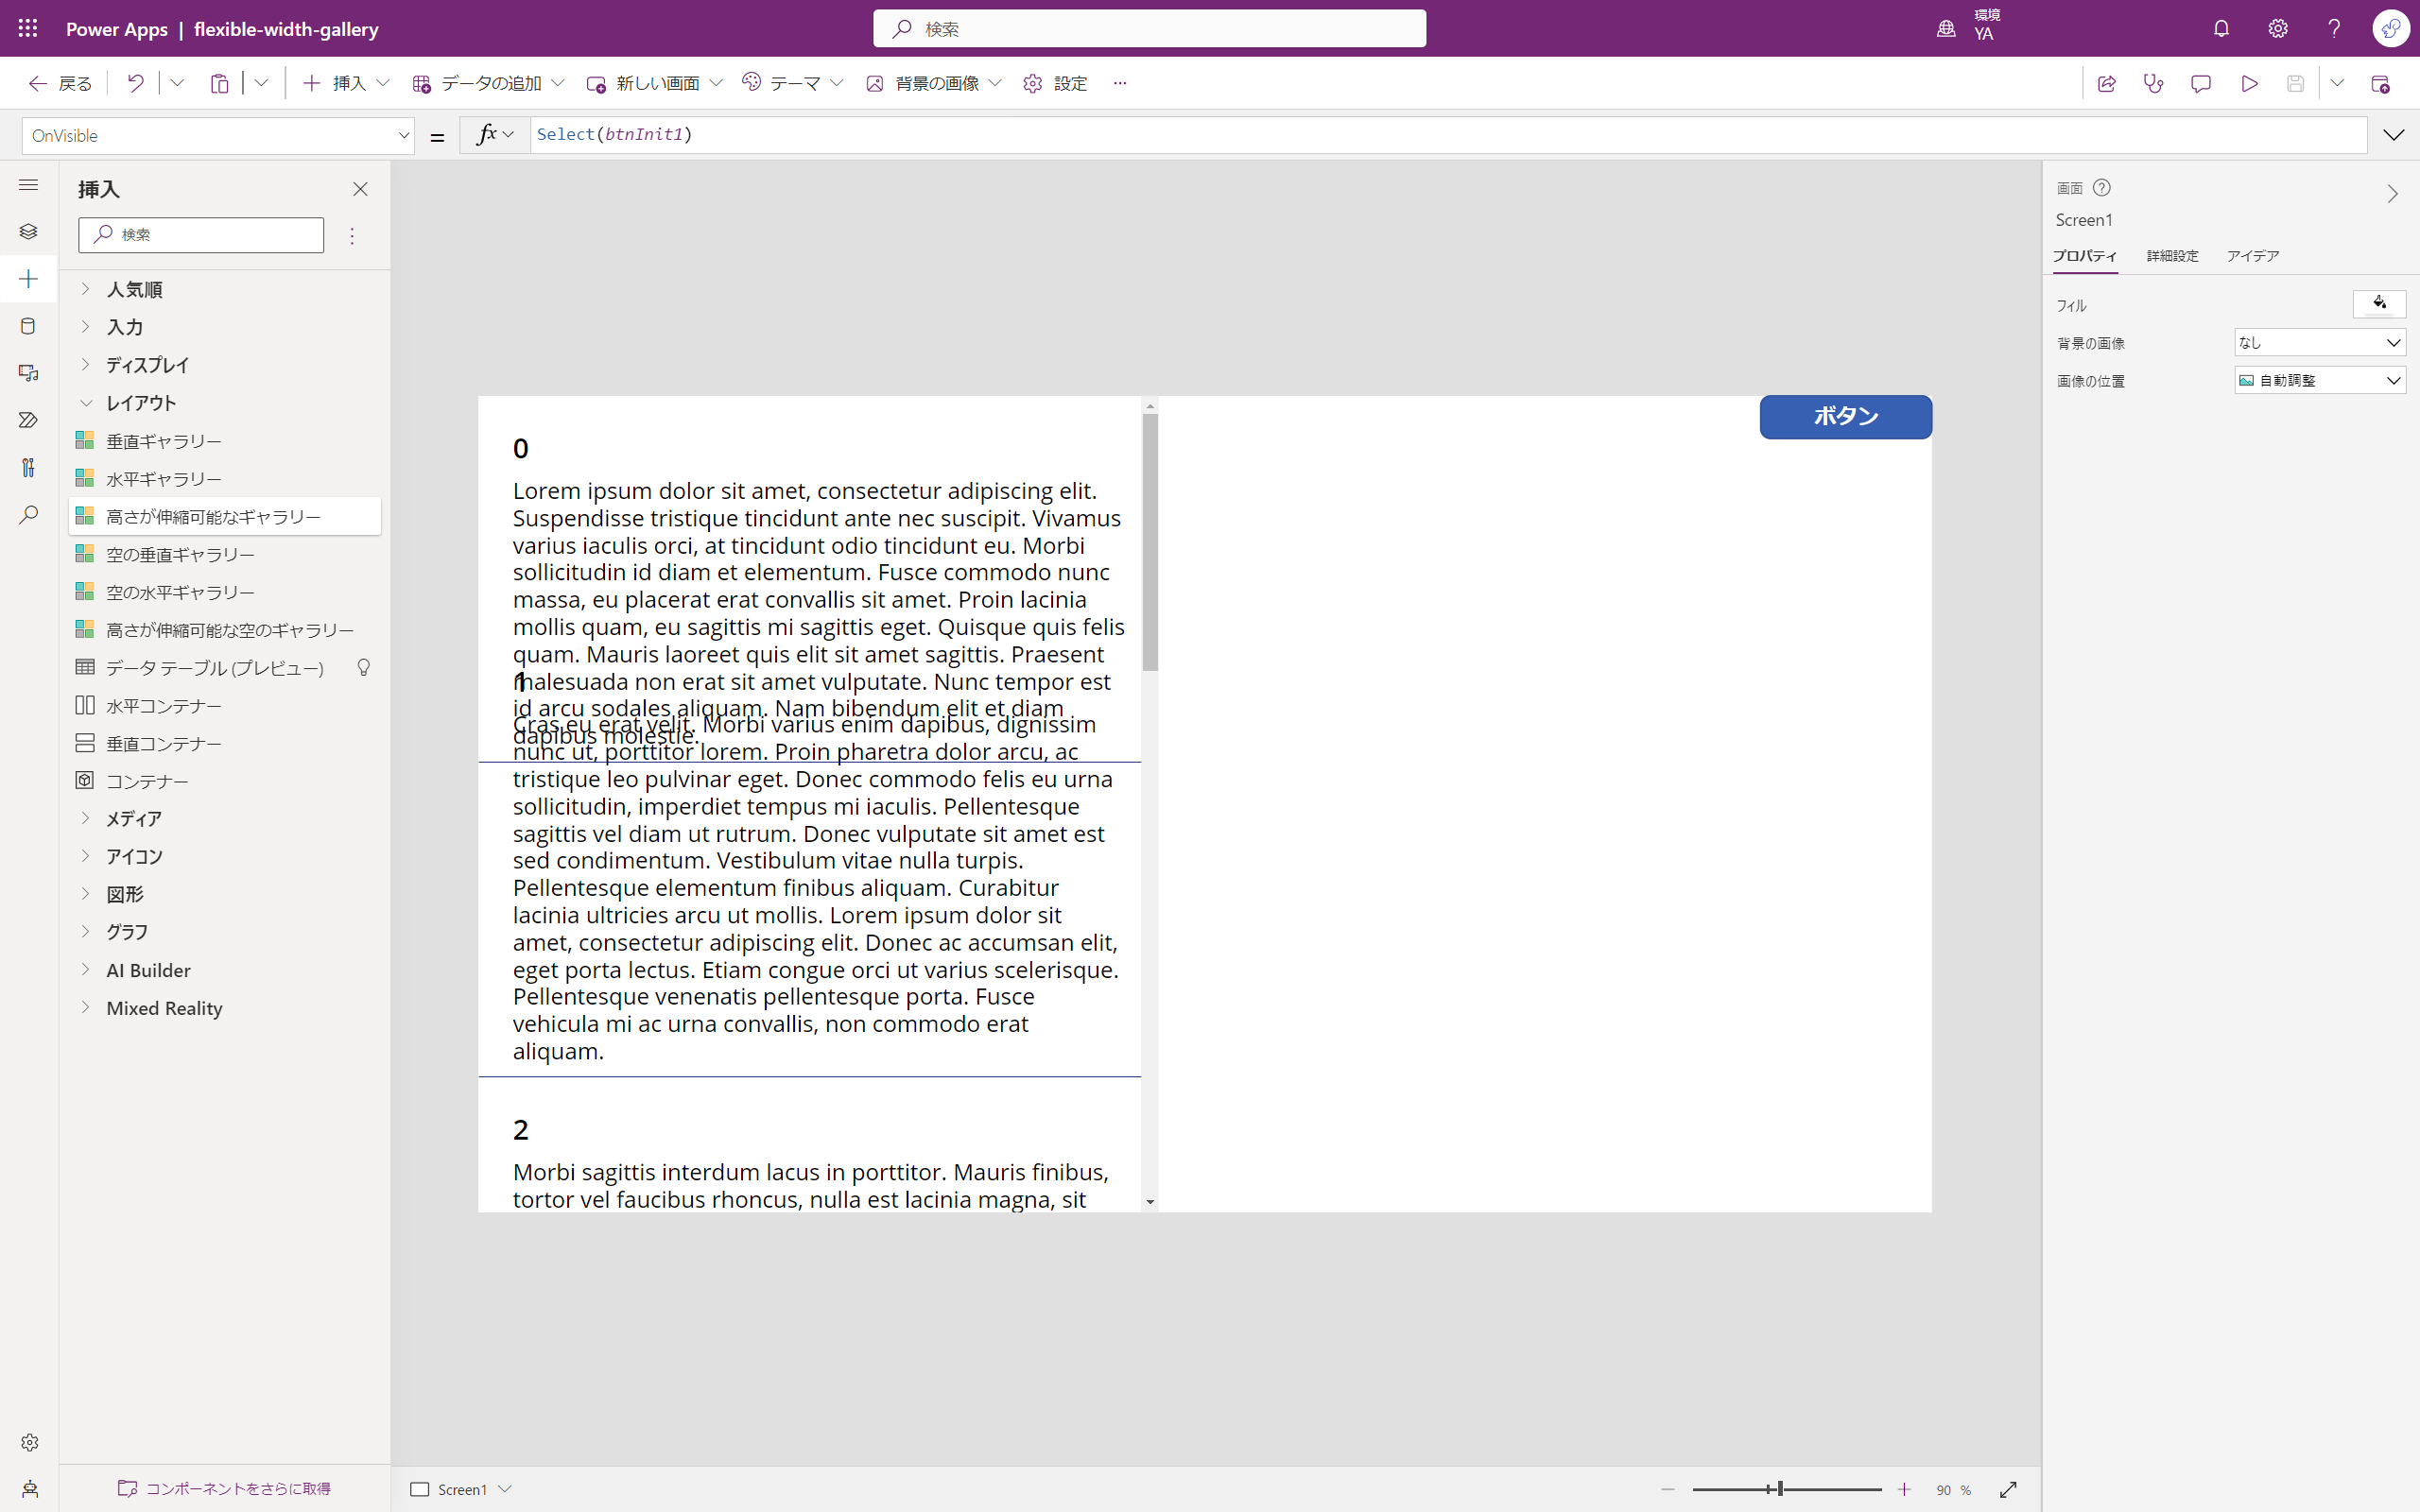 Power Apps | flexible-width-gallery
検索
環境
YA
戻る
挿入
データの追加
新しい画面
テーマ
背景の画像
設定
OnVisible
=
fx
Select(btnInit1)
挿入
検索
人気順
入力
ディスプレイ
レイアウト
垂直ギャラリー
水平ギャラリー
高さが伸縮可能なギャラリー
空の垂直ギャラリー
空の水平ギャラリー
高さが伸縮可能な空のギャラリー
データ テーブル (プレビュー)
水平コンテナー
垂直コンテナー
コンテナー
メディア
アイコン
図形
グラフ
AI Builder
Mixed Reality
コンポーネントをさらに取得
0
Lorem ipsum dolor sit amet, consectetur adipiscing elit.
Suspendisse tristique tincidunt ante nec suscipit. Vivamus
varius iaculis orci, at tincidunt odio tincidunt eu. Morbi
sollicitudin id diam et elementum. Fusce commodo nunc
massa, eu placerat erat convallis sit amet. Proin lacinia
mollis quam, eu sagittis mi sagittis eget. Quisque quis felis
quam. Mauris laoreet quis elit sit amet sagittis. Praesent
malesuada non erat sit amet vulputate. Nunc tempor est
id arcu sodales aliquam. Nam bibendum elit et diam
dapibus molestie.
1
Cras eu erat velit. Morbi varius enim dapibus, dignissim
nunc ut, porttitor lorem. Proin pharetra dolor arcu, ac
tristique leo pulvinar eget. Donec commodo felis eu urna
sollicitudin, imperdiet tempus mi iaculis. Pellentesque
sagittis vel diam ut rutrum. Donec vulputate sit amet est
sed condimentum. Vestibulum vitae nulla turpis.
Pellentesque elementum finibus aliquam. Curabitur
lacinia ultricies arcu ut mollis. Lorem ipsum dolor sit
amet, consectetur adipiscing elit. Donec ac accumsan elit,
eget porta lectus. Etiam congue orci ut varius scelerisque.
Pellentesque venenatis pellentesque porta. Fusce
vehicula mi ac urna convallis, non commodo erat
aliquam.
2
Morbi sagittis interdum lacus in porttitor. Mauris finibus,
tortor vel faucibus rhoncus, nulla est lacinia magna, sit
ボタン
画面
Screen1
プロパティ
詳細設定
アイデア
フィル
背景の画像
なし
画像の位置
自動調整
Screen1
90 %